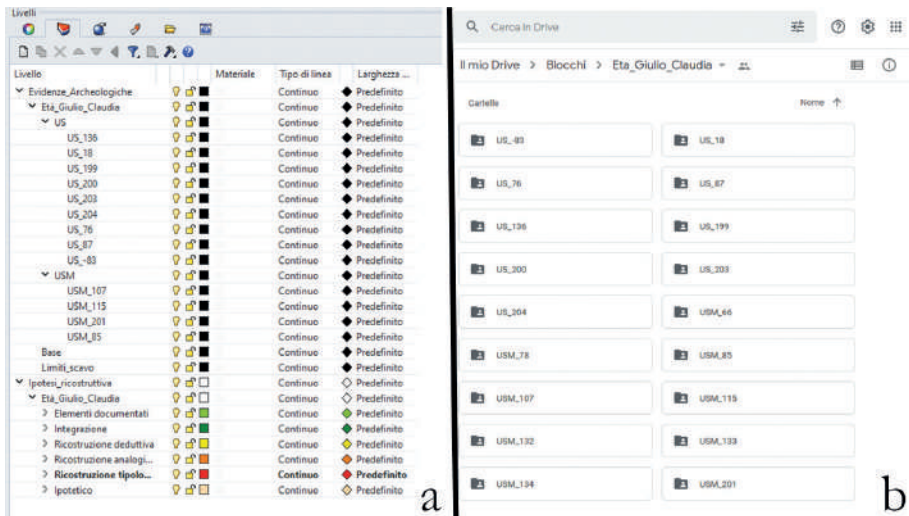 Livelli
Livello Materiale Tipo di linea Larghezza ...
Evidenze_Archeologiche Continuo Predefinito
Età_Giulio_Claudia Continuo Predefinito
US Continuo Predefinito
US_136 Continuo Predefinito
US_18 Continuo Predefinito
US_199 Continuo Predefinito
US_200 Continuo Predefinito
US_203 Continuo Predefinito
US_204 Continuo Predefinito
US_76 Continuo Predefinito
US_87 Continuo Predefinito
US_-83 Continuo Predefinito
USM Continuo Predefinito
USM_107 Continuo Predefinito
USM_115 Continuo Predefinito
USM_201 Continuo Predefinito
USM_85 Continuo Predefinito
Base Continuo Predefinito
Limiti_scavo Continuo Predefinito
Ipotesi_ricostruttiva Continuo Predefinito
Età_Giulio_Claudia Continuo Predefinito
Elementi documentati Continuo Predefinito
Integrazione Continuo Predefinito
Ricostruzione deduttiva Continuo Predefinito
Ricostruzione analogi... Continuo Predefinito
Ricostruzione tipolo... Continuo Predefinito
Ipotetico Continuo Predefinito
a
Cerca in Drive
Il mio Drive > Blocchi > Eta_Giulio_Claudia
Cartelle Nome
US_-83 US_18
US_76 US_87
US_136 US_199
US_200 US_203
US_204 USM_66
USM_78 USM_85
USM_107 USM_115
USM_132 USM_133
USM_134 USM_201
b